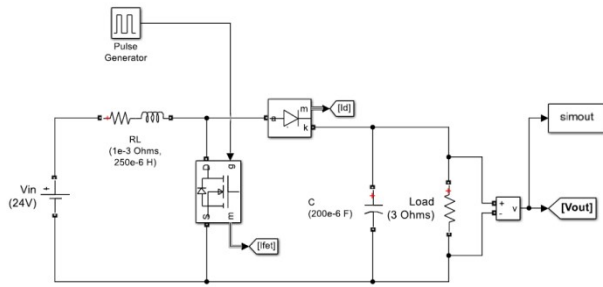 Pulse
Generator
m
[Id]
a
k
simout
RL
(1e-3 Ohms,
250e-6 H)
D
g
Vin
(24V)
+
S
m
[Ifet]
C
(200e-6 F)
Load
(3 Ohms)
+
-
v
[Vout]